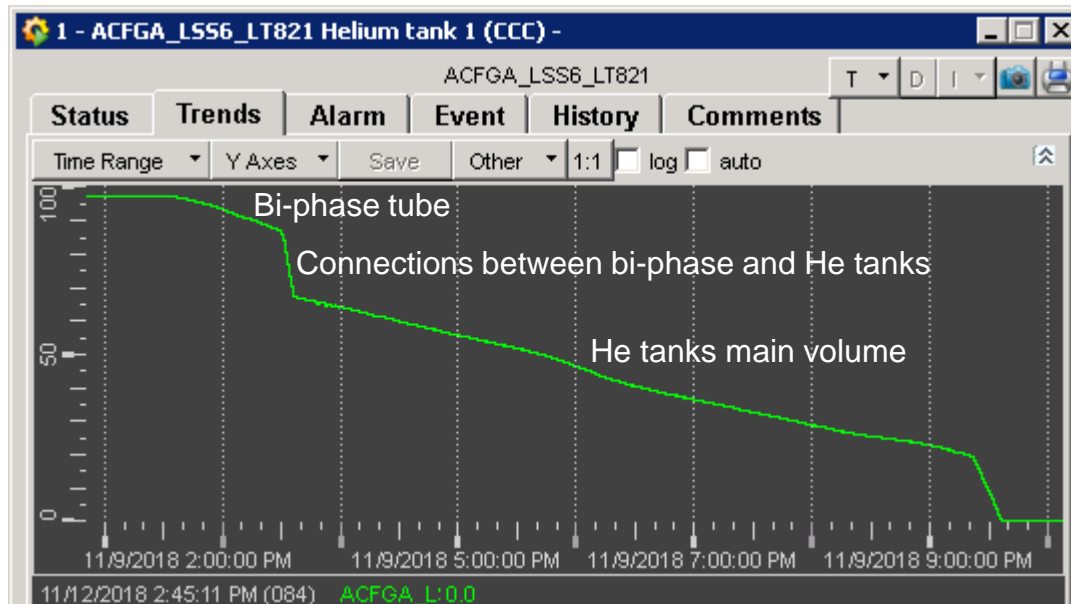 1 - ACFGA_LSS6_LT821 Helium tank 1 (CCC) -
ACFGA_LSS6_LT821
T D I
Status Trends Alarm Event History Comments
Time Range Y Axes Save Other 1:1 log auto
100
Bi-phase tube
Connections between bi-phase and He tanks
50
He tanks main volume
0
11/9/2018 2:00:00 PM 11/9/2018 5:00:00 PM 11/9/2018 7:00:00 PM 11/9/2018 9:00:00 PM
11/12/2018 2:45:11 PM (084) ACFGA_L:0.0